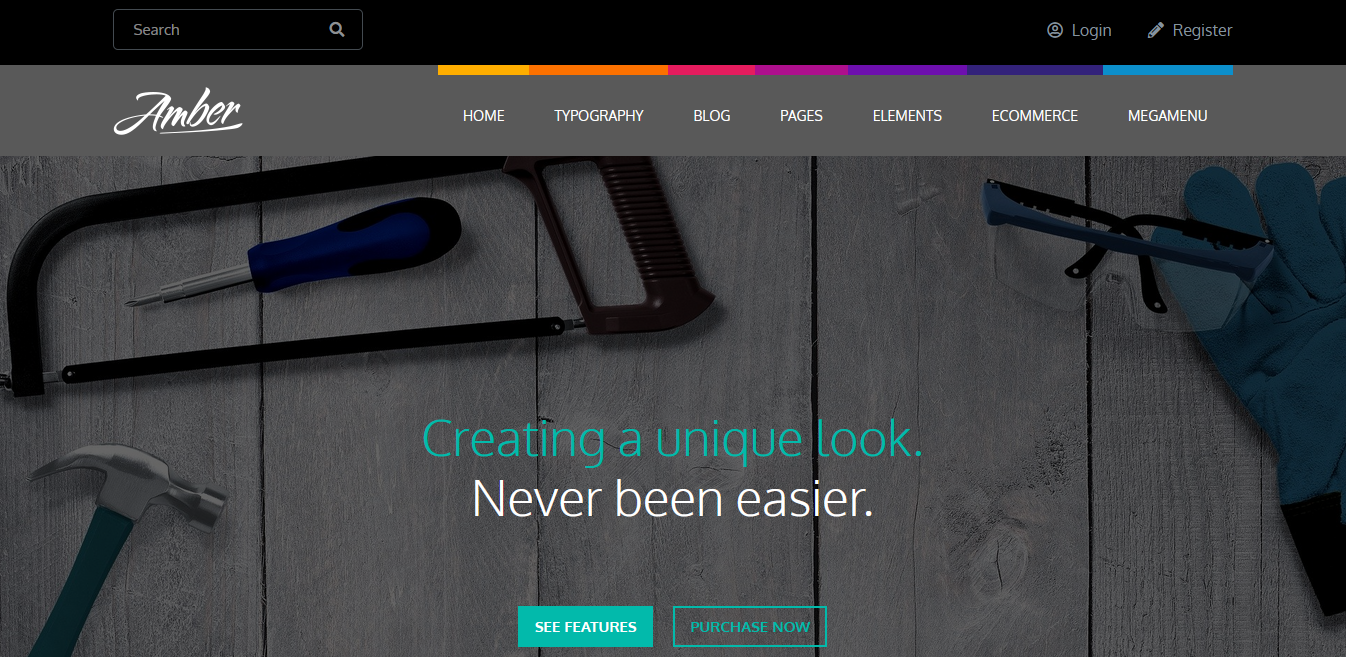 Search
Login
Register
Amber
HOME
TYPOGRAPHY
BLOG
PAGES
ELEMENTS
ECOMMERCE
MEGAMENU
Creating a unique look.
Never been easier.
SEE FEATURES
PURCHASE NOW